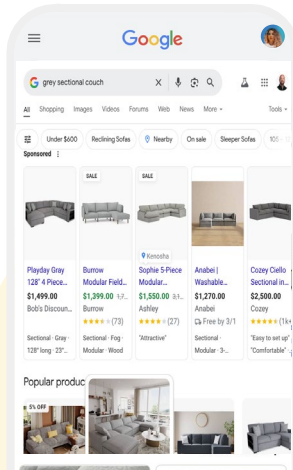 Google
grey sectional couch
All Shopping Images Videos Forums Web News More Tools
Under $600 Reclining Sofas Nearby On sale Sleeper Sofas
Sponsored
SALE SALE
Kenosha
Playday Gray Burrow Sophie 5-Piece Anabei | Cozey Ciello
128" 4 Piece... Modular Field... Modular... Washable... Sectional in...
$1,499.00 $1,399.00 $1,550.00 $1,270.00 $2,500.00
Bob's Discoun... Burrow Ashley Anabei Cozey
(73) (27) Free by 3/1 (1k+
Sectional · Gray · Sectional · Fog · "Attractive" Sectional · "Easy to set up"
128" long · 23"... Modular · Wood Modular · 3-... "Comfortable"
Popular produc
5% OFF